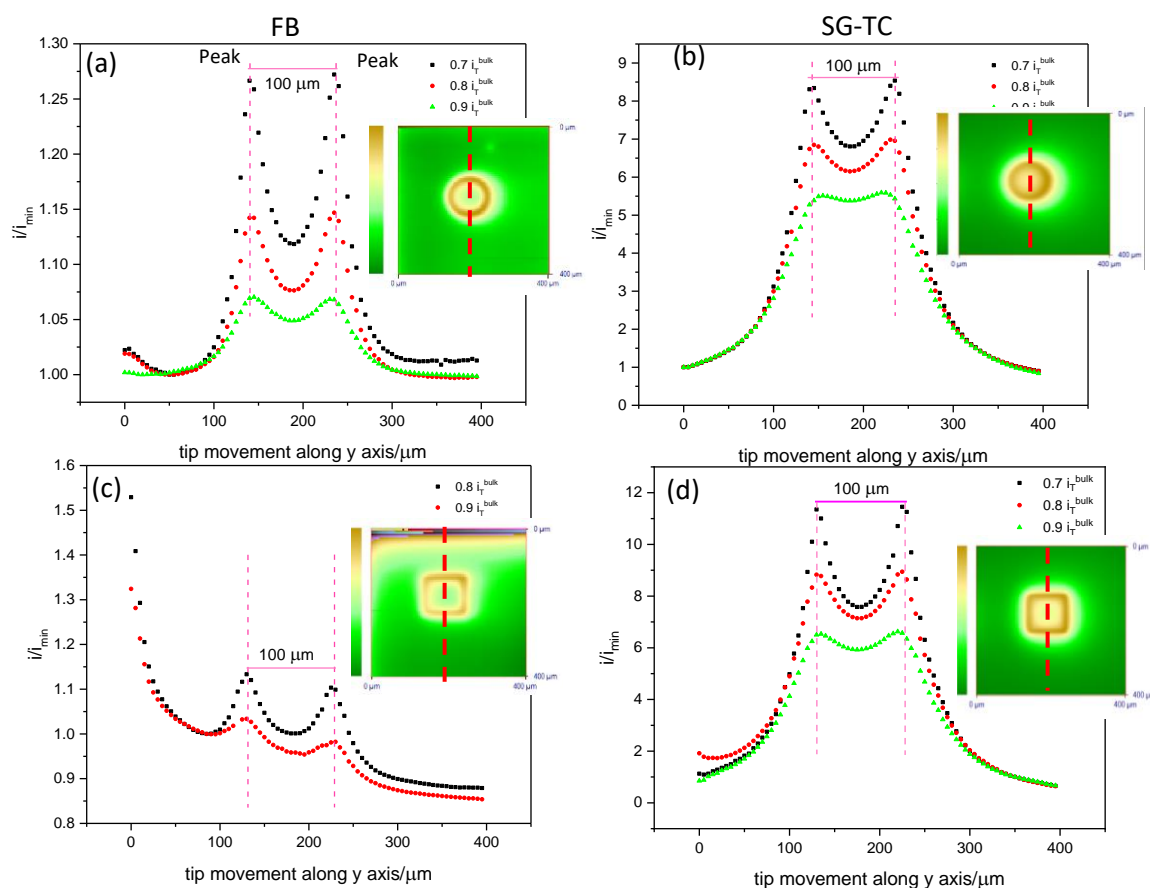 FB
SG-TC
(a)
Peak
Peak
100 μm
0.7 i_T^bulk
0.8 i_T^bulk
0.9 i_T^bulk
0 μm
0 μm
400 μm
400 μm
1.30
1.25
1.20
1.15
1.10
1.05
1.00
i/i_min
0
100
200
300
400
tip movement along y axis/μm
(b)
100 μm
0.7 i_T^bulk
0.8 i_T^bulk
0 μm
0 μm
400 μm
400 μm
9
8
7
6
5
4
3
2
1
0
i/i_min
0
100
200
300
400
tip movement along y axis/μm
(c)
100 μm
0.8 i_T^bulk
0.9 i_T^bulk
0 μm
0 μm
400 μm
400 μm
1.6
1.5
1.4
1.3
1.2
1.1
1.0
0.9
0.8
i/i_min
0
100
200
300
400
tip movement along y axis/μm
(d)
100 μm
0.7 i_T^bulk
0.8 i_T^bulk
0.9 i_T^bulk
0 μm
0 μm
400 μm
400 μm
12
10
8
6
4
2
0
i/i_min
0
100
200
300
400
tip movement along y axis/μm